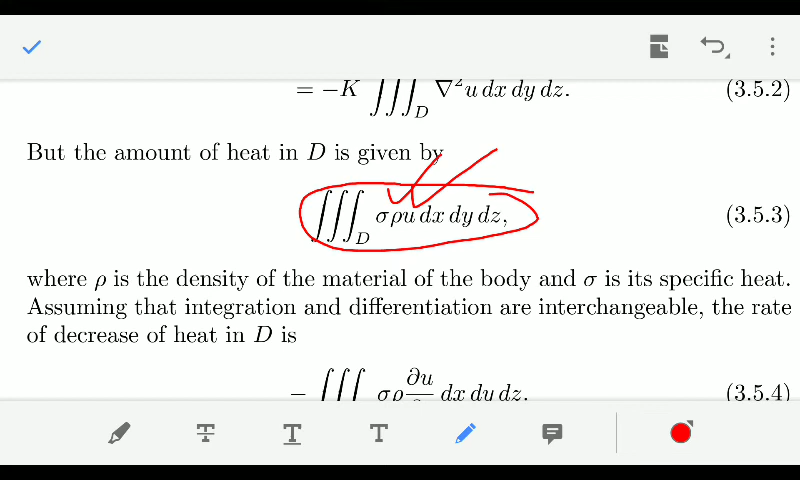 = −K ∭_D ∇²u dx dy dz. (3.5.2)
But the amount of heat in D is given by
∭_D σρu dx dy dz, (3.5.3)
where ρ is the density of the material of the body and σ is its specific heat.
Assuming that integration and differentiation are interchangeable, the rate
of decrease of heat in D is
− ∭ σρ ∂u dx dy dz. (3.5.4)
T T T